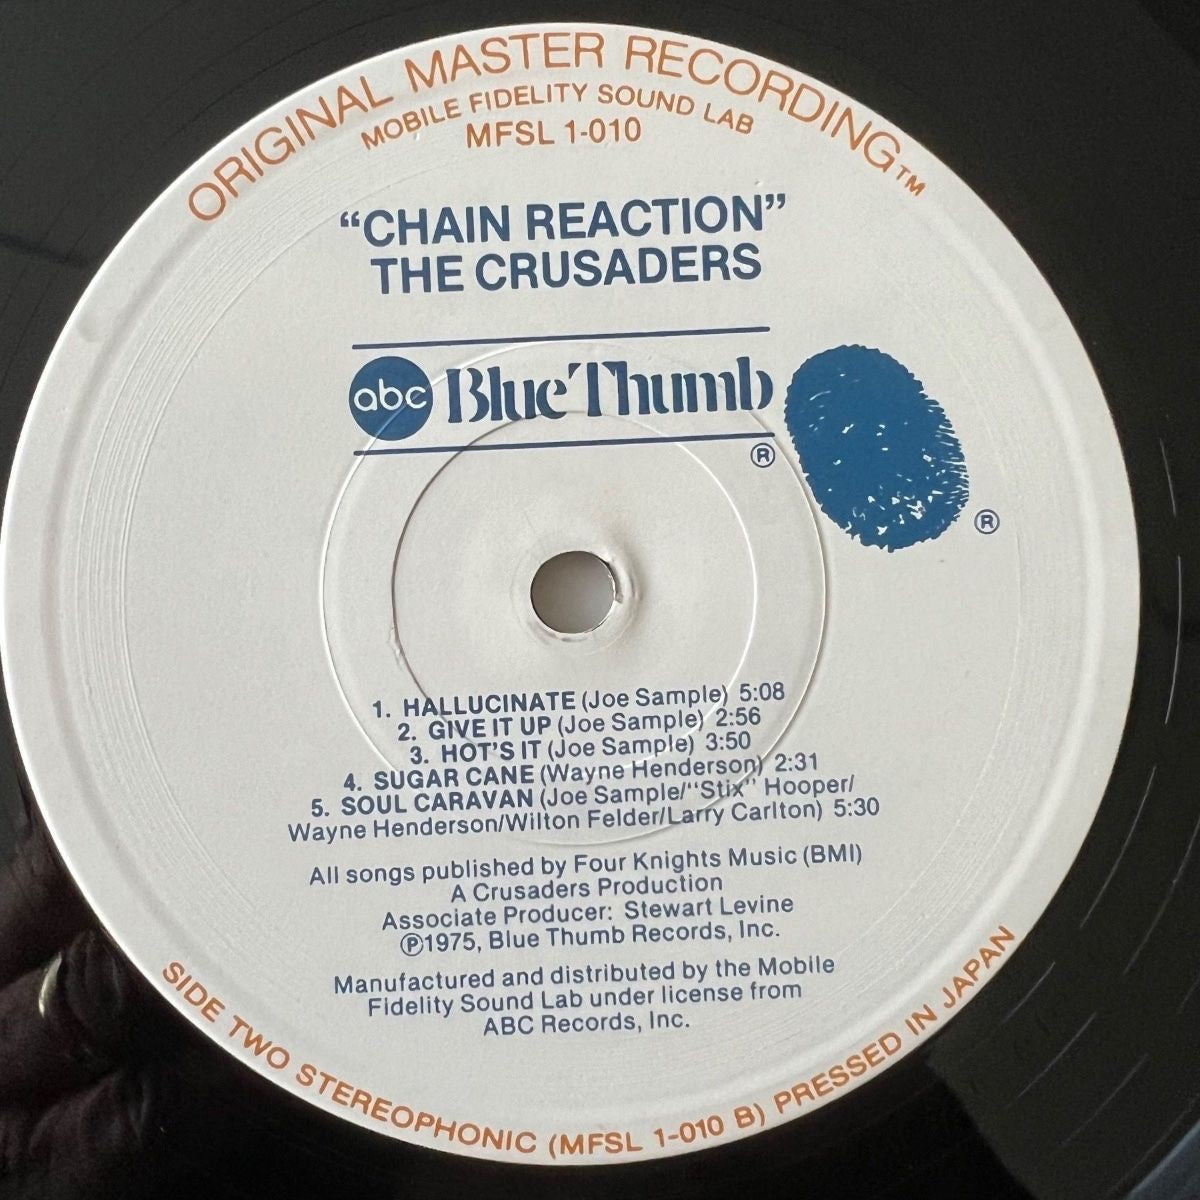 ORIGINAL MASTER RECORDING™
MOBILE FIDELITY SOUND LAB
MFSL 1-010
“CHAIN REACTION”
THE CRUSADERS
abc Blue Thumb
®
®
1. HALLUCINATE (Joe Sample) 5:08
2. GIVE IT UP (Joe Sample) 2:56
3. HOT'S IT (Joe Sample) 3:50
4. SUGAR CANE (Wayne Henderson) 2:31
5. SOUL CARAVAN (Joe Sample/"Stix" Hooper/
Wayne Henderson/Wilton Felder/Larry Carlton) 5:30
All songs published by Four Knights Music (BMI)
A Crusaders Production
Associate Producer: Stewart Levine
℗1975, Blue Thumb Records, Inc.
Manufactured and distributed by the Mobile
Fidelity Sound Lab under license from
ABC Records, Inc.
SIDE TWO STEREOPHONIC (MFSL 1-010 B) PRESSED IN JAPAN